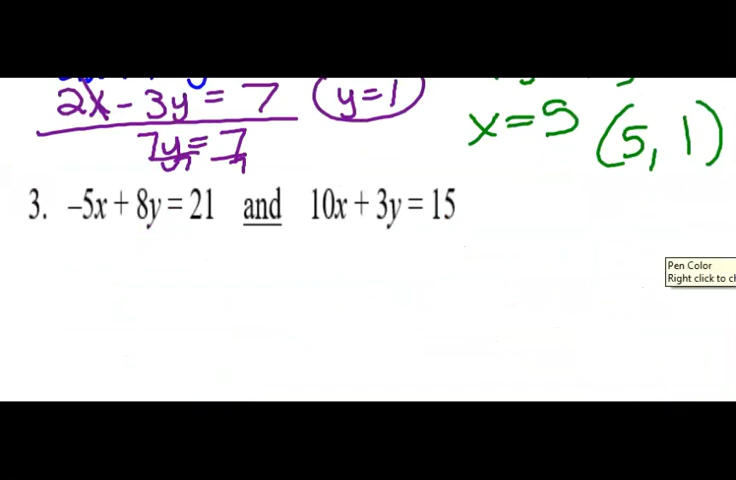 2x - 3y = 7 y=1
7y = 7
x=5 (5, 1)
3. –5x + 8y = 21 and 10x + 3y = 15
Pen Color
Right click to